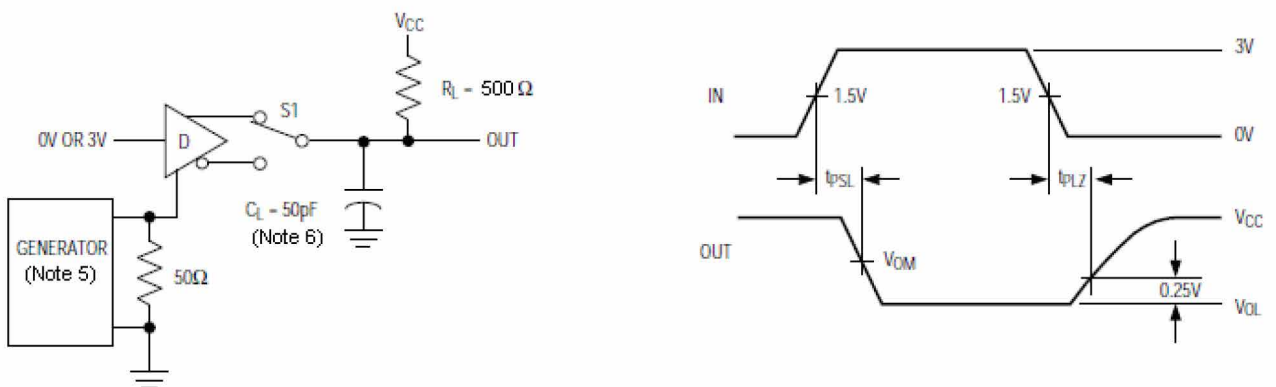 VCC
RL - 500 Ω
S1
0V OR 3V
D
OUT
CL - 50pF
(Note 6)
GENERATOR
(Note 5)
50Ω
3V
IN
1.5V
1.5V
0V
tPSL
tPLZ
VCC
OUT
VOM
0.25V
VOL